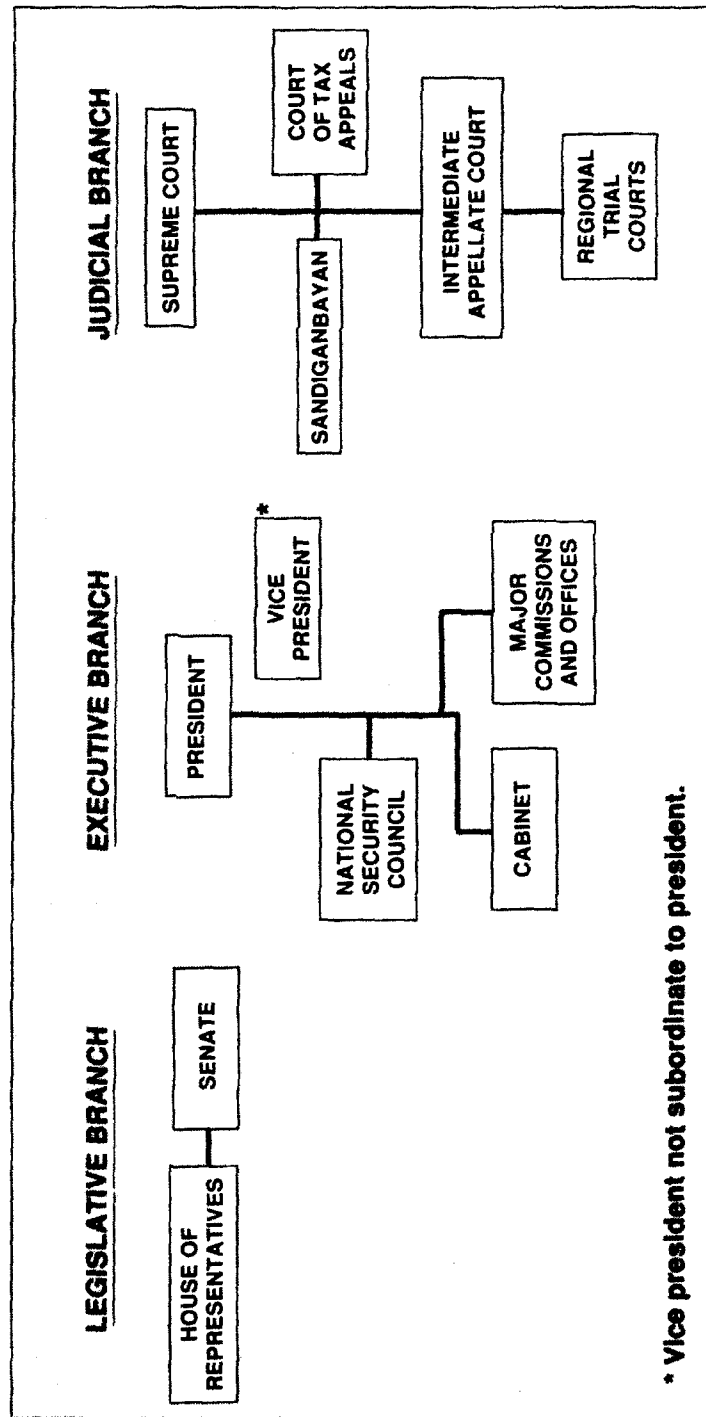 LEGISLATIVE BRANCH
HOUSE OF
REPRESENTATIVES
SENATE
EXECUTIVE BRANCH
PRESIDENT
VICE
PRESIDENT
*
NATIONAL
SECURITY
COUNCIL
CABINET
MAJOR
COMMISSIONS
AND OFFICES
JUDICIAL BRANCH
SUPREME COURT
COURT
OF TAX
APPEALS
SANDIGANBAYAN
INTERMEDIATE
APPELLATE COURT
REGIONAL
TRIAL
COURTS
* Vice president not subordinate to president.